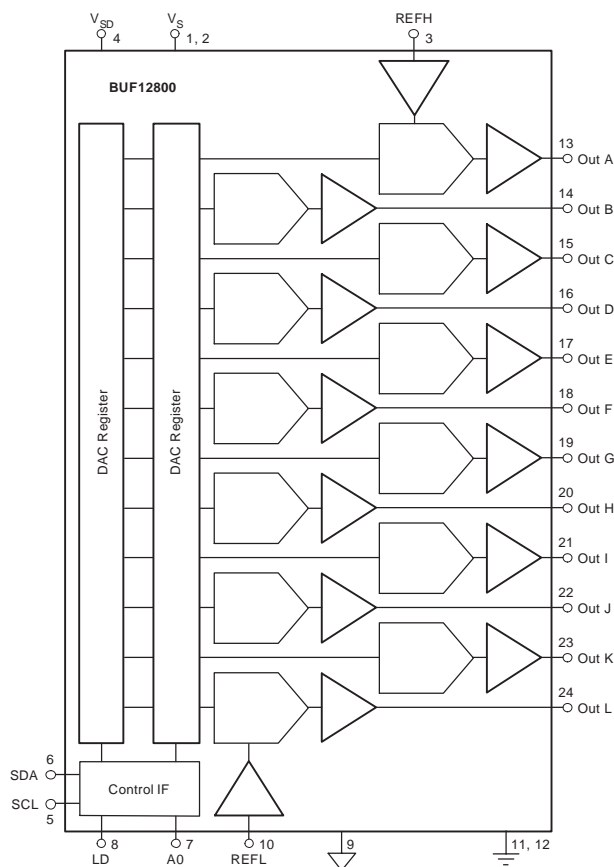 VSD
4
VS
1, 2
REFH
3
BUF12800
DAC Register
DAC Register
13
Out A
14
Out B
15
Out C
16
Out D
17
Out E
18
Out F
19
Out G
20
Out H
21
Out I
22
Out J
23
Out K
24
Out L
6
SDA
Control IF
SCL
5
8
LD
7
A0
10
REFL
9
11, 12